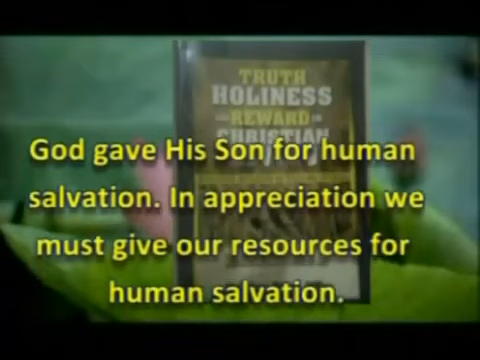 TRUTH
HOLINESS
REWARD
CHRISTIAN
God gave His Son for human
salvation. In appreciation we
must give our resources for
human salvation.